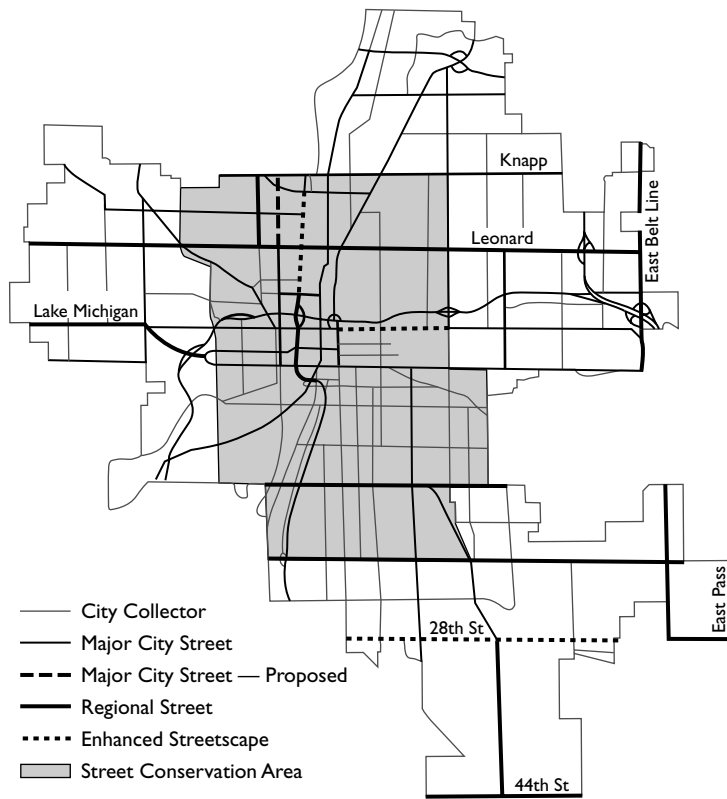 Knapp
East Belt Line
Leonard
Lake Michigan
East Pass
28th St
44th St
City Collector
Major City Street
Major City Street — Proposed
Regional Street
Enhanced Streetscape
Street Conservation Area